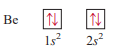 Be ⇅ ⇅
1s² 2s²